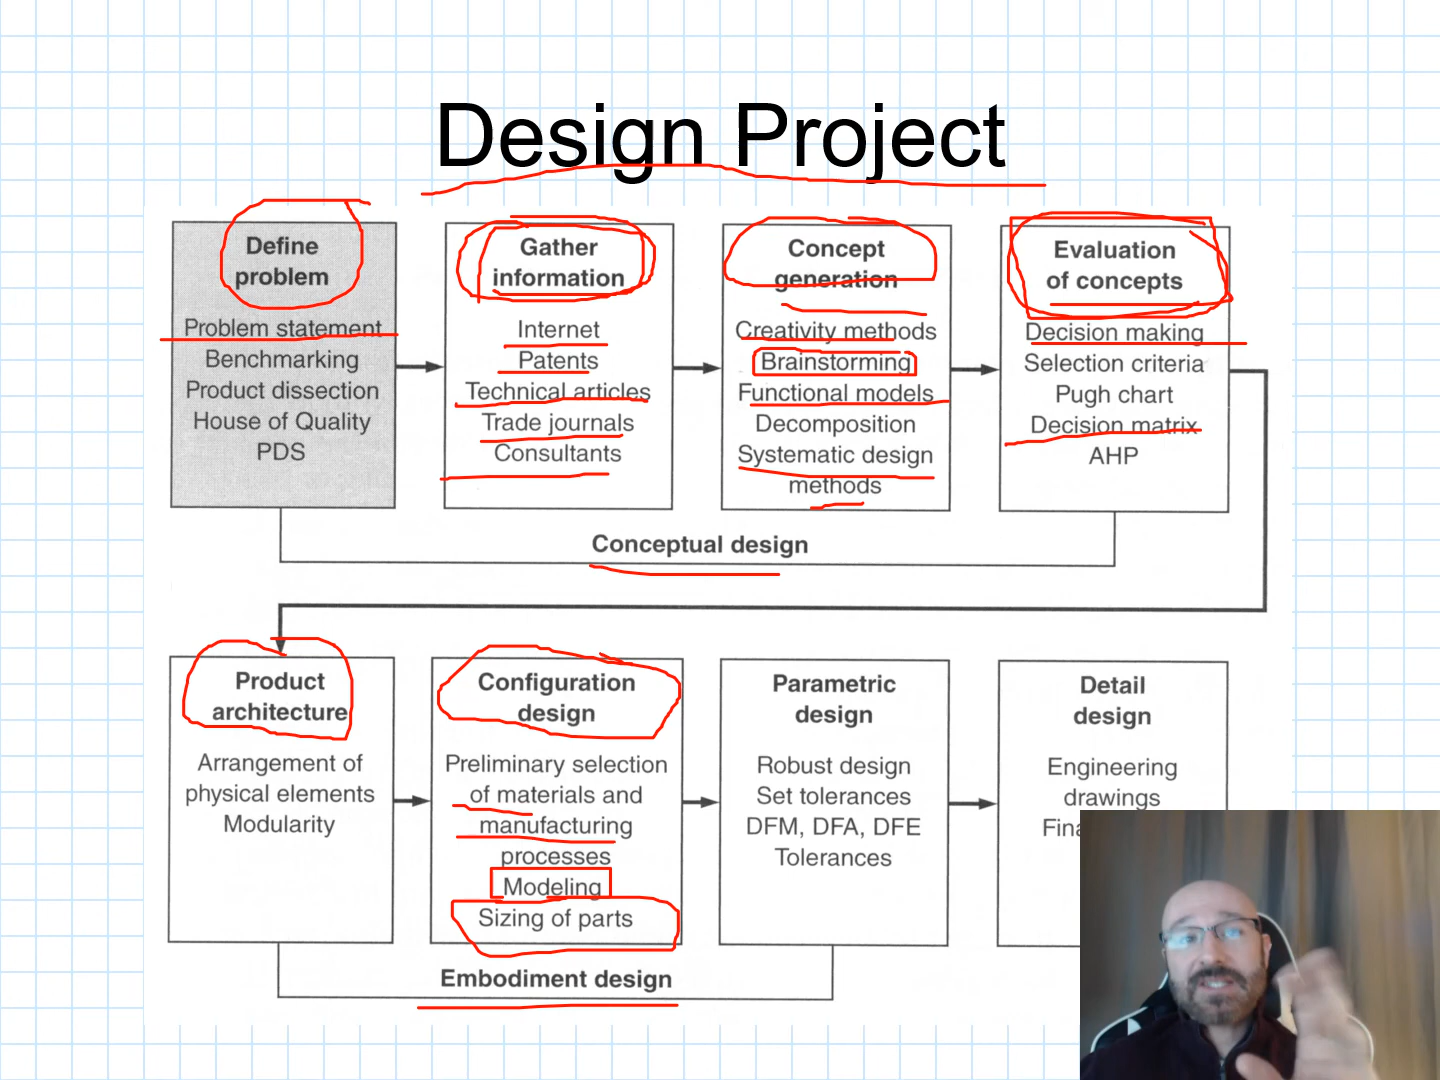 Design Project
Define
problem
Problem statement
Benchmarking
Product dissection
House of Quality
PDS
Gather
information
Internet
Patents
Technical articles
Trade journals
Consultants
Concept
generation
Creativity methods
Brainstorming
Functional models
Decomposition
Systematic design
methods
Evaluation
of concepts
Decision making
Selection criteria
Pugh chart
Decision matrix
AHP
Conceptual design
Product
architecture
Arrangement of
physical elements
Modularity
Configuration
design
Preliminary selection
of materials and
manufacturing
processes
Modeling
Sizing of parts
Parametric
design
Robust design
Set tolerances
DFM, DFA, DFE
Tolerances
Detail
design
Engineering
drawings
Embodiment design